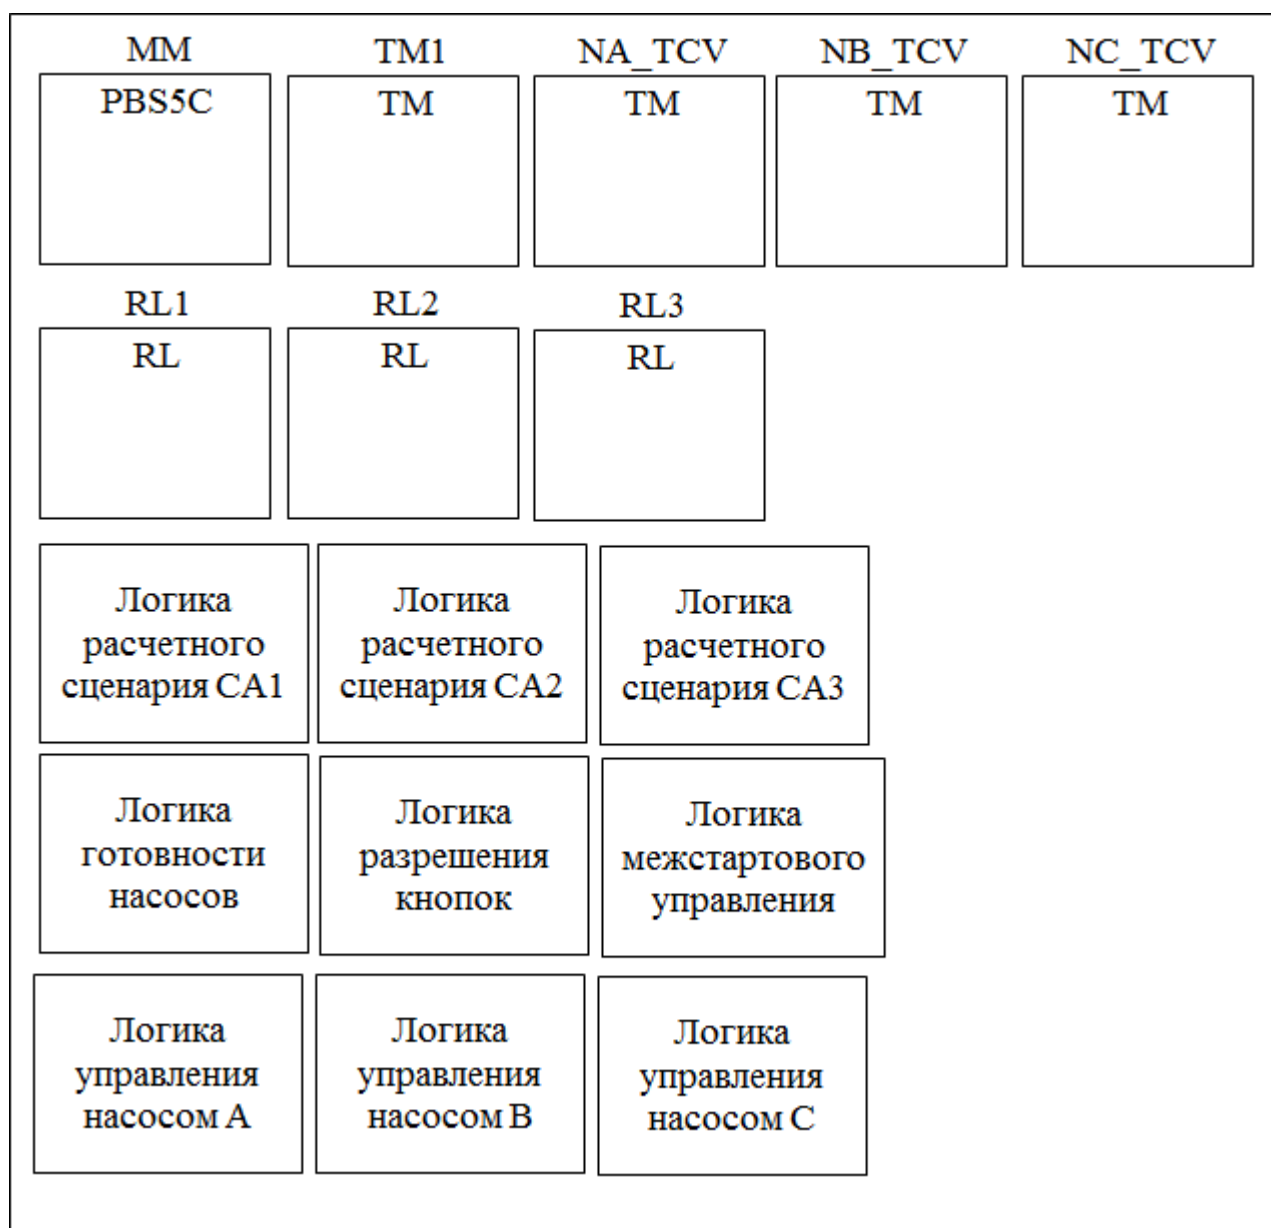 MM TM1 NA_TCV NB_TCV NC_TCV
PBS5C TM TM TM TM
RL1 RL2 RL3
RL RL RL
Логика
расчетного
сценария СА1
Логика
расчетного
сценария СА2
Логика
расчетного
сценария СА3
Логика
готовности
насосов
Логика
разрешения
кнопок
Логика
межстартового
управления
Логика
управления
насосом А
Логика
управления
насосом В
Логика
управления
насосом С